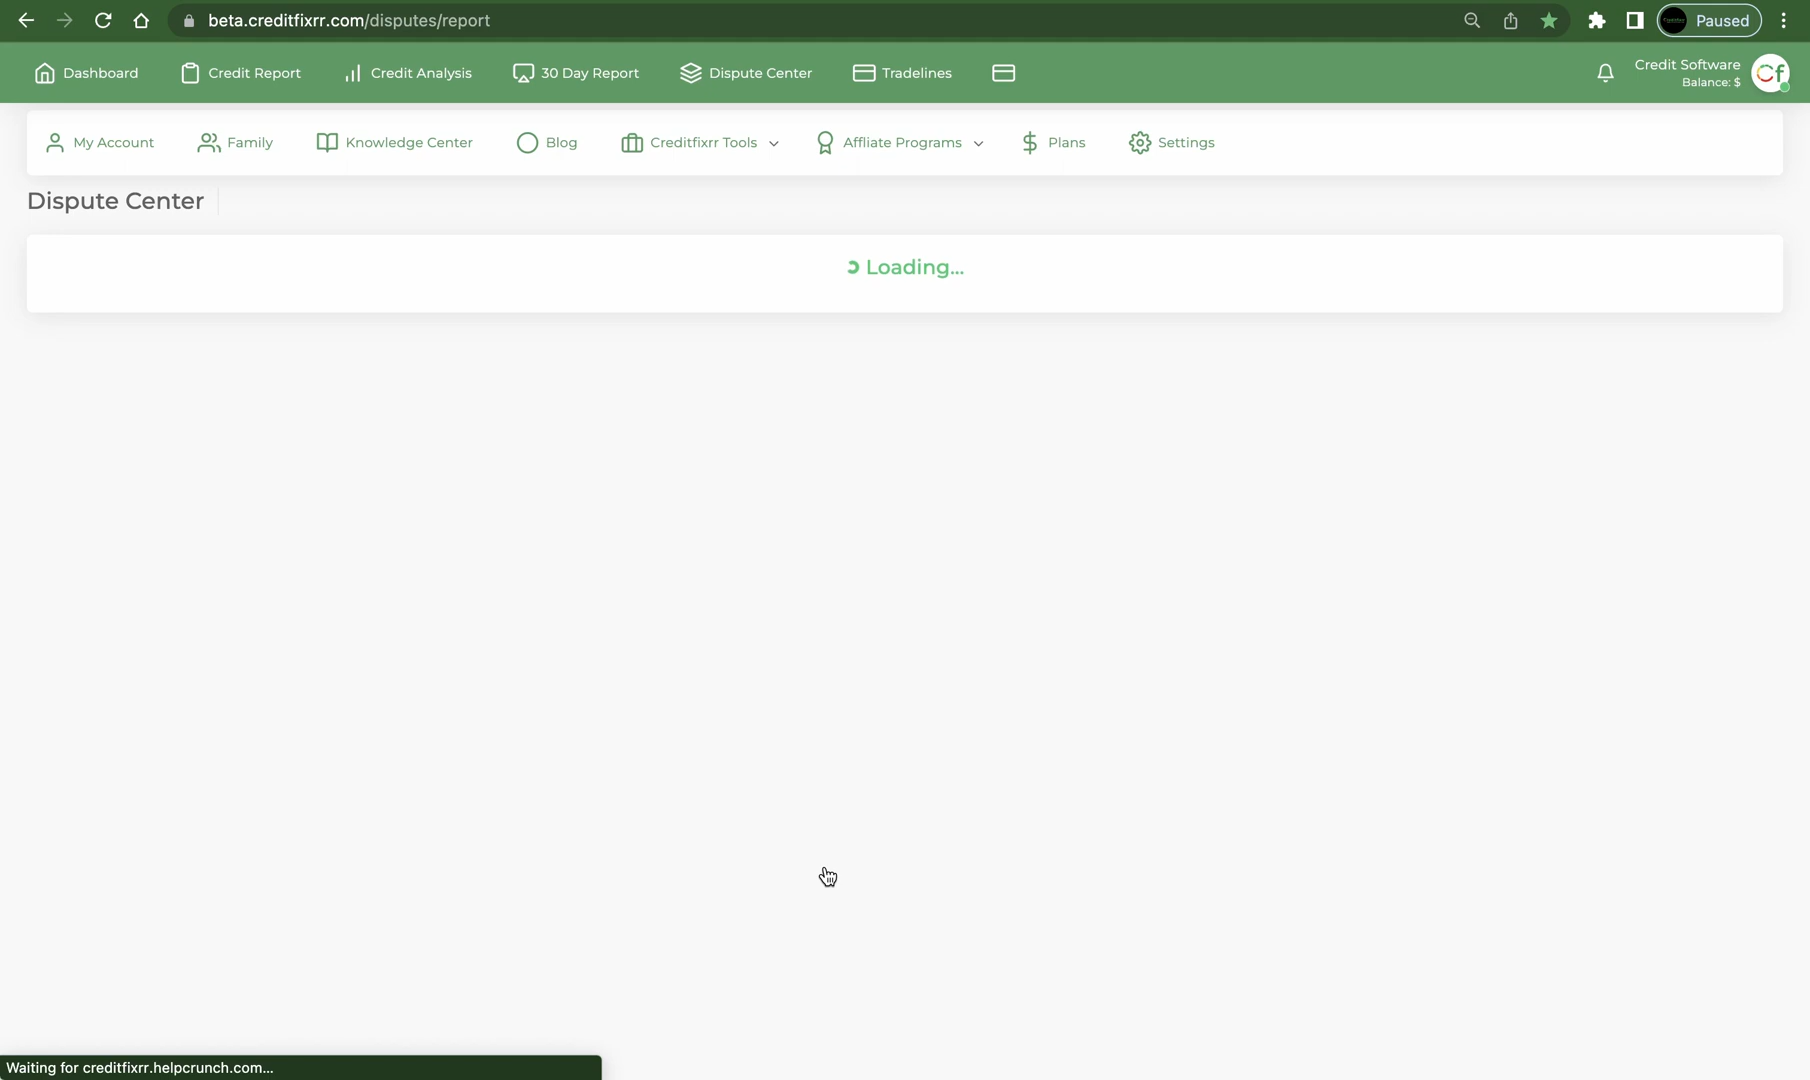 beta.creditfixrr.com/disputes/report
Paused
Dashboard Credit Report Credit Analysis 30 Day Report Dispute Center Tradelines
Credit Software
Balance: $
Cf
My Account Family Knowledge Center Blog Creditfixrr Tools Affliate Programs Plans Settings
Dispute Center
Loading...
Waiting for creditfixrr.helpcrunch.com...